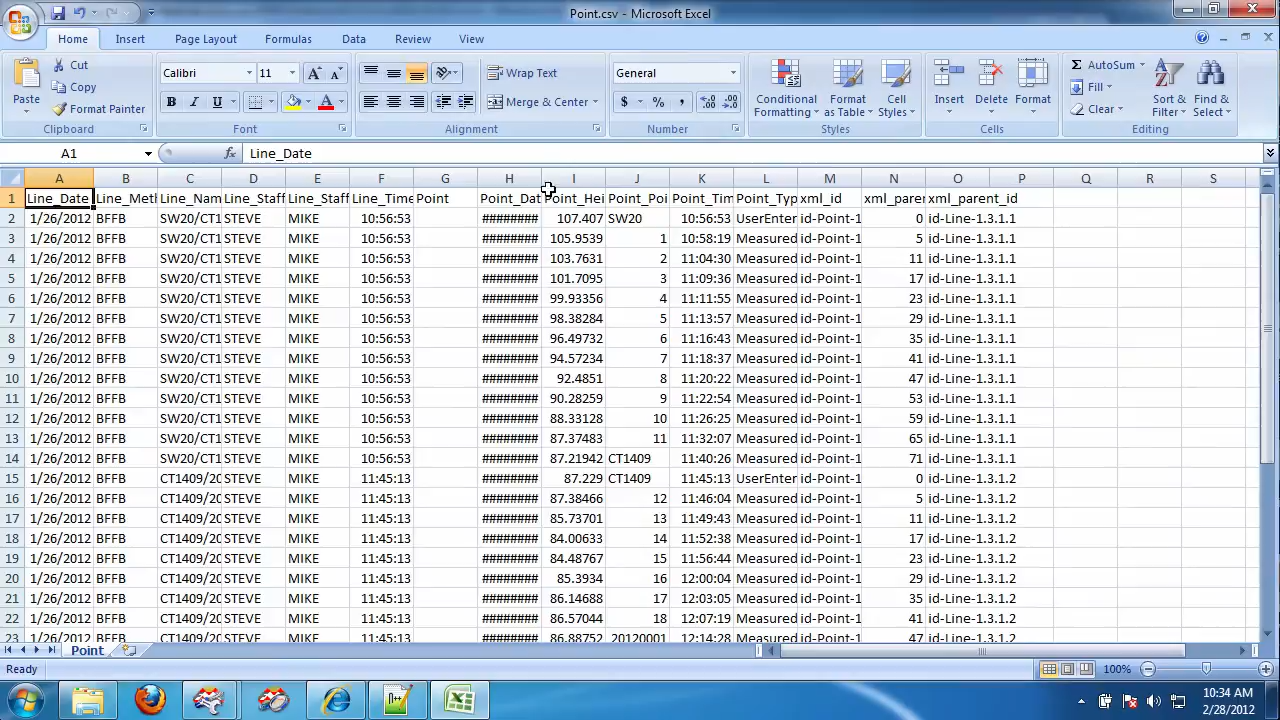 Point.csv - Microsoft Excel
Home Insert Page Layout Formulas Data Review View
Paste Cut Copy Format Painter Clipboard
Calibri 11 A A B I U A Font
Wrap Text Merge & Center Alignment
General $ % , Number
Conditional Formatting Format as Table Cell Styles Styles
Insert Delete Format Cells
Σ AutoSum Fill Clear Sort & Filter Find & Select Editing
A1 fx Line_Date
A B C D E F G H I J K L M N O P Q R S
1 Line_Date Line_Met Line_Nam Line_Staff Line_Staff Line_Time Point Point_Dat Point_Hei Point_Poi Point_Tim Point_Typ xml_id xml_paren xml_parent_id
2 1/26/2012 BFFB SW20/CT1 STEVE MIKE 10:56:53 ######## 107.407 SW20 10:56:53 UserEnter id-Point-1 0 id-Line-1.3.1.1
3 1/26/2012 BFFB SW20/CT1 STEVE MIKE 10:56:53 ######## 105.9539 1 10:58:19 Measured id-Point-1 5 id-Line-1.3.1.1
4 1/26/2012 BFFB SW20/CT1 STEVE MIKE 10:56:53 ######## 103.7631 2 11:04:30 Measured id-Point-1 11 id-Line-1.3.1.1
5 1/26/2012 BFFB SW20/CT1 STEVE MIKE 10:56:53 ######## 101.7095 3 11:09:36 Measured id-Point-1 17 id-Line-1.3.1.1
6 1/26/2012 BFFB SW20/CT1 STEVE MIKE 10:56:53 ######## 99.93356 4 11:11:55 Measured id-Point-1 23 id-Line-1.3.1.1
7 1/26/2012 BFFB SW20/CT1 STEVE MIKE 10:56:53 ######## 98.38284 5 11:13:57 Measured id-Point-1 29 id-Line-1.3.1.1
8 1/26/2012 BFFB SW20/CT1 STEVE MIKE 10:56:53 ######## 96.49732 6 11:16:43 Measured id-Point-1 35 id-Line-1.3.1.1
9 1/26/2012 BFFB SW20/CT1 STEVE MIKE 10:56:53 ######## 94.57234 7 11:18:37 Measured id-Point-1 41 id-Line-1.3.1.1
10 1/26/2012 BFFB SW20/CT1 STEVE MIKE 10:56:53 ######## 92.4851 8 11:20:22 Measured id-Point-1 47 id-Line-1.3.1.1
11 1/26/2012 BFFB SW20/CT1 STEVE MIKE 10:56:53 ######## 90.28259 9 11:22:54 Measured id-Point-1 53 id-Line-1.3.1.1
12 1/26/2012 BFFB SW20/CT1 STEVE MIKE 10:56:53 ######## 88.33128 10 11:26:25 Measured id-Point-1 59 id-Line-1.3.1.1
13 1/26/2012 BFFB SW20/CT1 STEVE MIKE 10:56:53 ######## 87.37483 11 11:32:07 Measured id-Point-1 65 id-Line-1.3.1.1
14 1/26/2012 BFFB SW20/CT1 STEVE MIKE 10:56:53 ######## 87.21942 CT1409 11:40:26 Measured id-Point-1 71 id-Line-1.3.1.1
15 1/26/2012 BFFB CT1409/20 STEVE MIKE 11:45:13 ######## 87.229 CT1409 11:45:13 UserEnter id-Point-1 0 id-Line-1.3.1.2
16 1/26/2012 BFFB CT1409/20 STEVE MIKE 11:45:13 ######## 87.38466 12 11:46:04 Measured id-Point-1 5 id-Line-1.3.1.2
17 1/26/2012 BFFB CT1409/20 STEVE MIKE 11:45:13 ######## 85.73701 13 11:49:43 Measured id-Point-1 11 id-Line-1.3.1.2
18 1/26/2012 BFFB CT1409/20 STEVE MIKE 11:45:13 ######## 84.00633 14 11:52:38 Measured id-Point-1 17 id-Line-1.3.1.2
19 1/26/2012 BFFB CT1409/20 STEVE MIKE 11:45:13 ######## 84.48767 15 11:56:44 Measured id-Point-1 23 id-Line-1.3.1.2
20 1/26/2012 BFFB CT1409/20 STEVE MIKE 11:45:13 ######## 85.3934 16 12:00:04 Measured id-Point-1 29 id-Line-1.3.1.2
21 1/26/2012 BFFB CT1409/20 STEVE MIKE 11:45:13 ######## 86.14688 17 12:03:05 Measured id-Point-1 35 id-Line-1.3.1.2
22 1/26/2012 BFFB CT1409/20 STEVE MIKE 11:45:13 ######## 86.57044 18 12:07:19 Measured id-Point-1 41 id-Line-1.3.1.2
23 1/26/2012 BFFB CT1409/20 STEVE MIKE 11:45:13 ######## 86.88752 20120001 12:14:28 Measured id-Point-1 47 id-Line-1.3.1.2
Point
Ready 100%
10:34 AM
2/28/2012